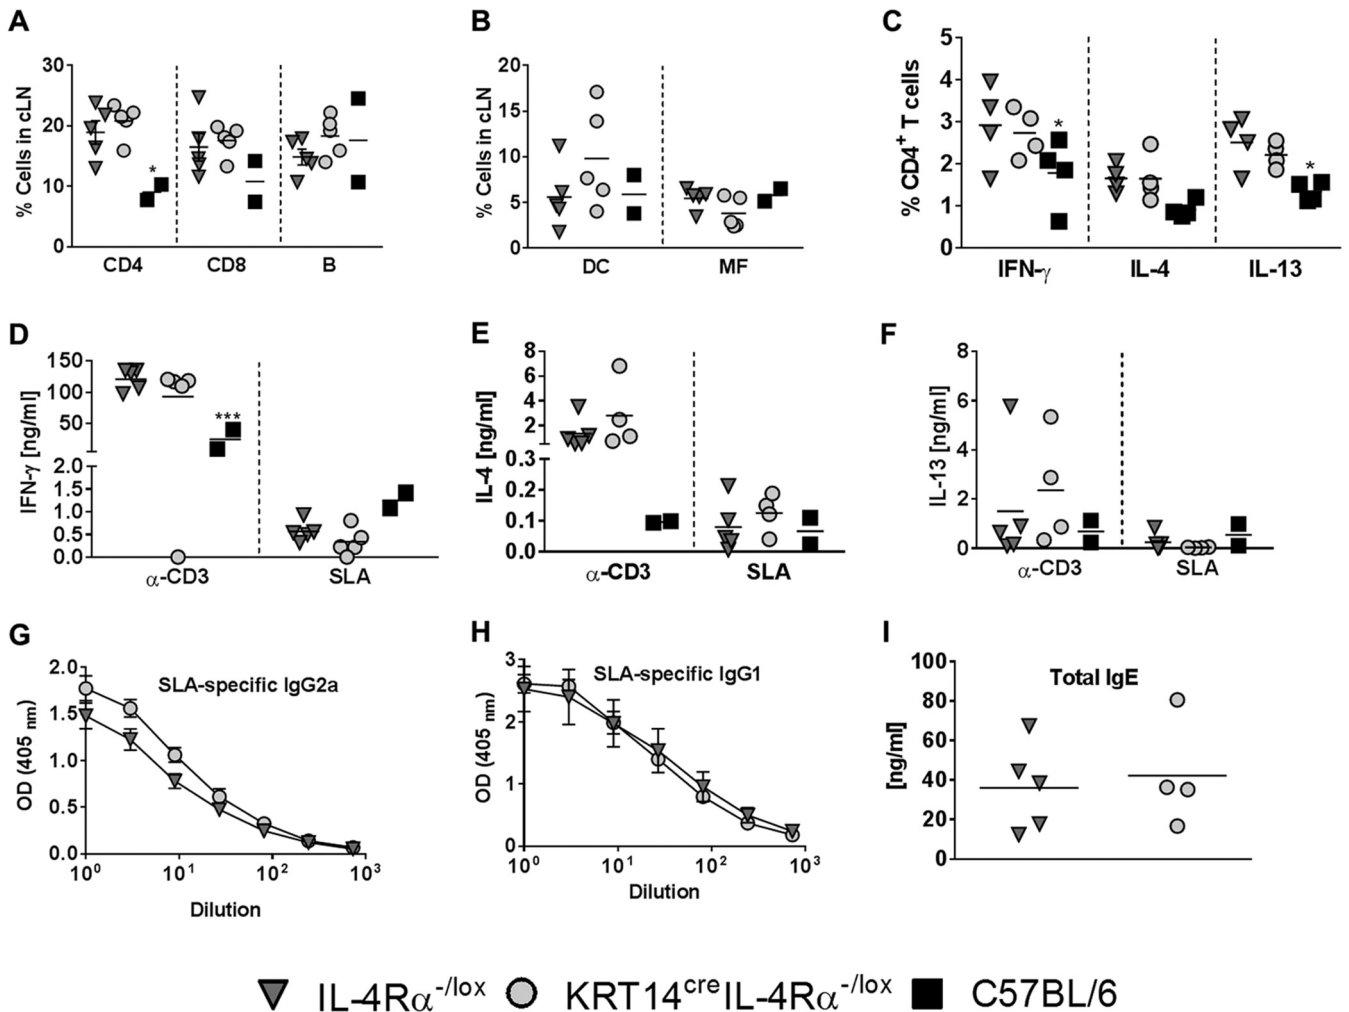 A
% Cells in cLN
30
20
10
0
*
CD4
CD8
B
B
% Cells in cLN
20
15
10
5
0
DC
MF
C
% CD4+ T cells
5
4
3
2
1
0
*
*
IFN-γ
IL-4
IL-13
D
IFN-γ [ng/ml]
150
100
50
2.0
1.5
1.0
0.5
0.0
***
α-CD3
SLA
E
IL-4 [ng/ml]
8
6
4
2
0.3
0.2
0.1
0.0
α-CD3
SLA
F
IL-13 [ng/ml]
8
6
4
2
0
α-CD3
SLA
G
SLA-specific IgG2a
OD (405 nm)
2.0
1.5
1.0
0.5
0.0
10^0
10^1
10^2
10^3
Dilution
H
SLA-specific IgG1
OD (405 nm)
3
2
1
0
10^0
10^1
10^2
10^3
Dilution
I
Total IgE
[ng/ml]
100
80
60
40
20
0
IL-4Rα-/lox
KRT14creIL-4Rα-/lox
C57BL/6